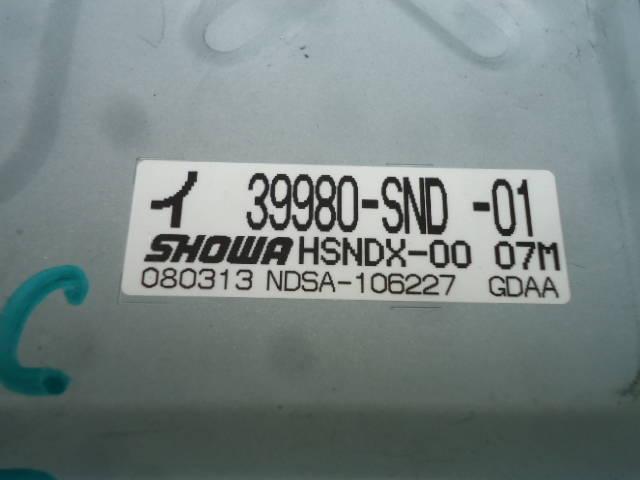 イ 39980-SND -01
SHOWA HSNDX-00 07M
080313 NDSA-106227 GDAA
C